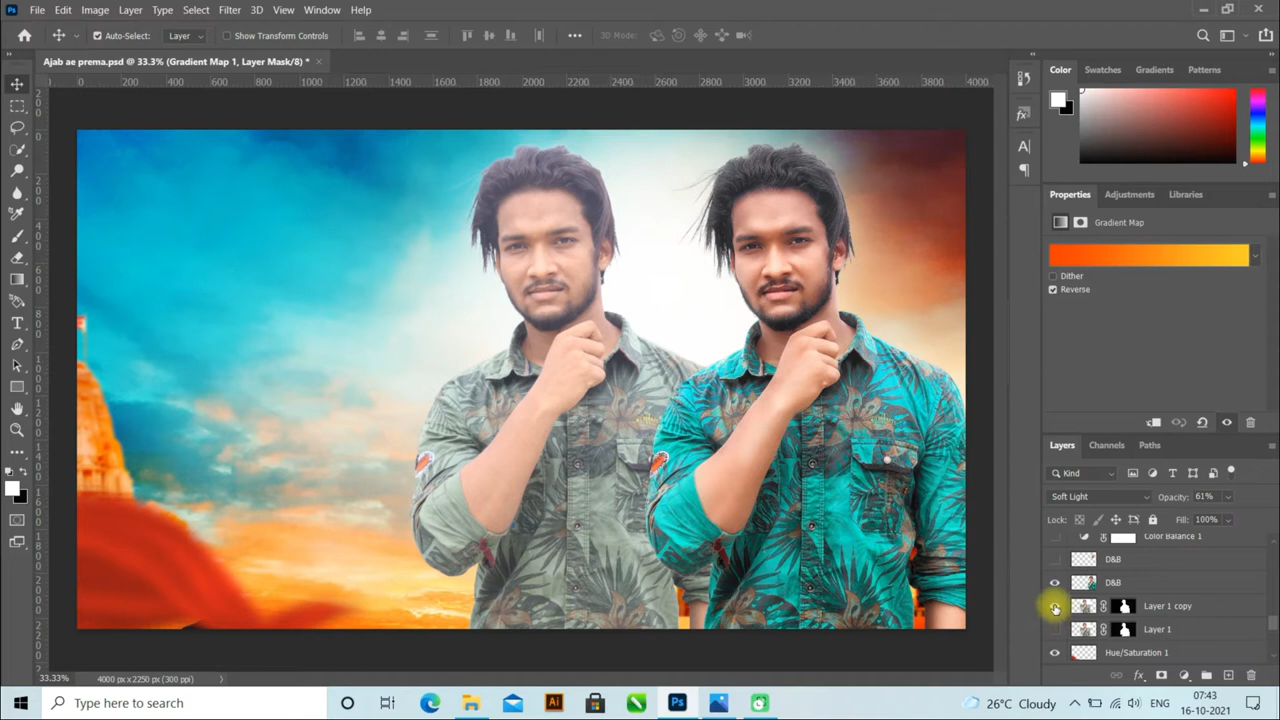 File Edit Image Layer Type Select Filter 3D View Window Help
Auto-Select: Layer Show Transform Controls 3D Mode:
Ajab ae prema.psd @ 33.3% (Gradient Map 1, Layer Mask/8) *
0 200 400 600 800 1000 1200 1400 1600 1800 2000 2200 2400 2600 2800 3000 3200 3400 3600 3800 4000
Color Swatches Gradients Patterns
Properties Adjustments Libraries
Gradient Map
Dither
Reverse
Layers Channels Paths
Kind
Soft Light Opacity: 61%
Lock: Fill: 100%
Color Balance 1
D&B
D&B
Layer 1 copy
Layer 1
Hue/Saturation 1
33.33% 4000 px x 2250 px (300 ppi)
Type here to search
26°C Cloudy ENG 07:43
16-10-2021